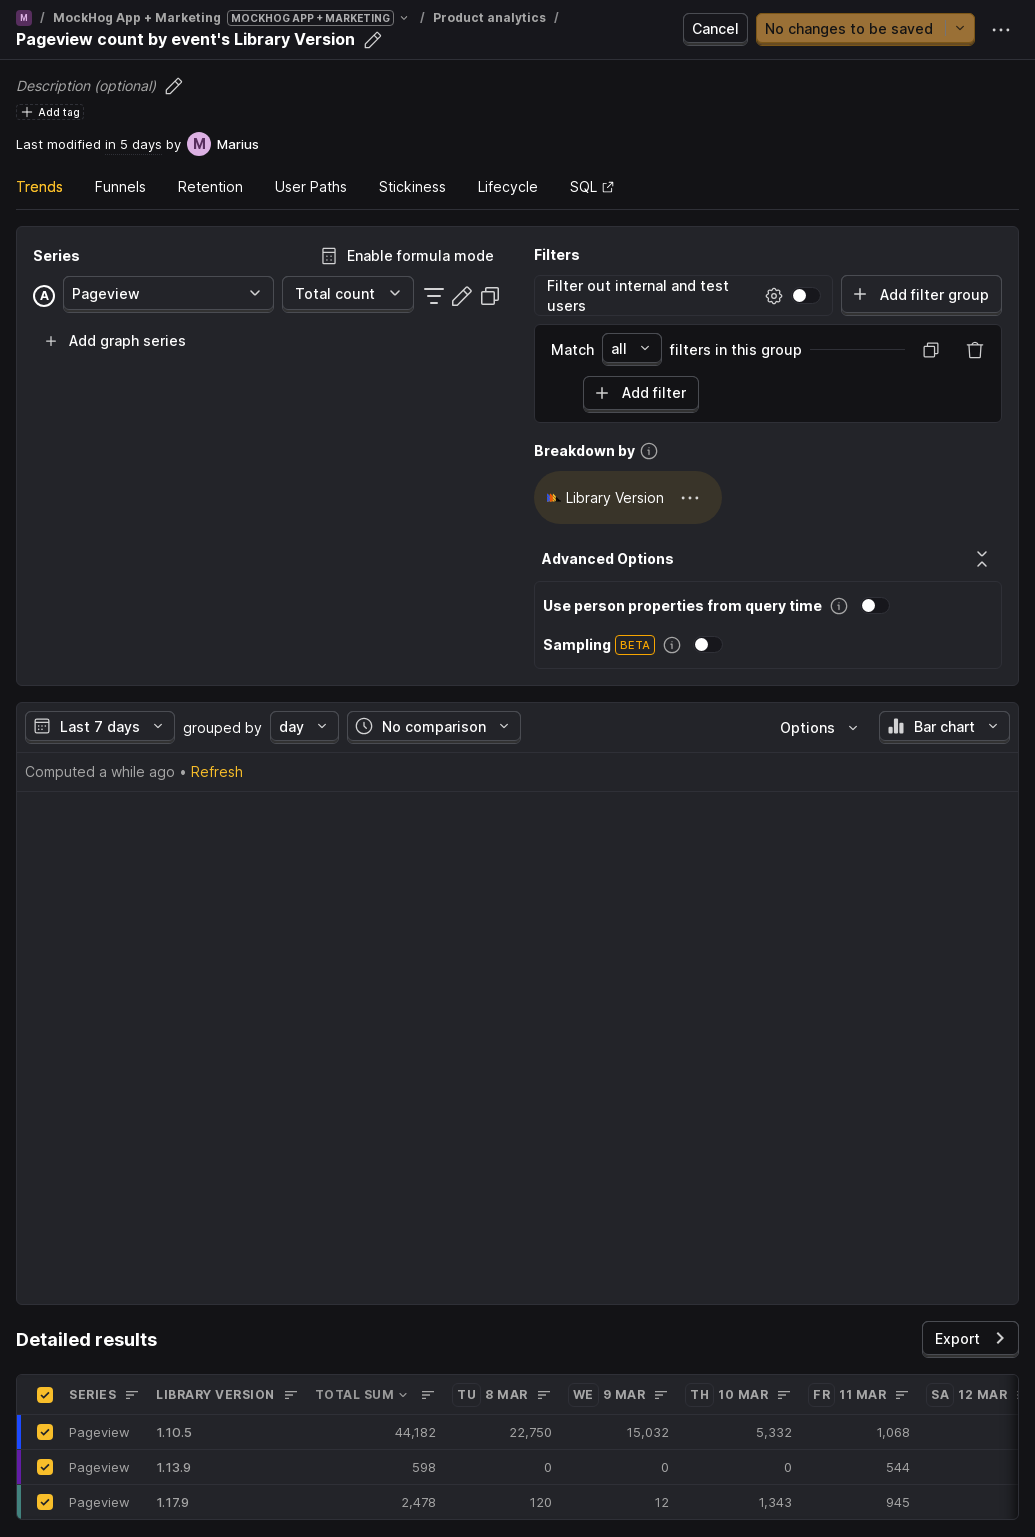 M / MockHog App + Marketing MOCKHOG APP + MARKETING / Product analytics /
Pageview count by event's Library Version
Cancel
No changes to be saved
Description (optional)
Add tag
Last modified in 5 days by M Marius
Trends Funnels Retention User Paths Stickiness Lifecycle SQL
Series
Enable formula mode
A Pageview Total count
Add graph series
Filters
Filter out internal and test
users
Add filter group
Match all filters in this group
Add filter
Breakdown by
Library Version
Advanced Options
Use person properties from query time
Sampling BETA
Last 7 days grouped by day No comparison Options Bar chart
Computed a while ago • Refresh
Detailed results
Export
SERIES LIBRARY VERSION TOTAL SUM TU 8 MAR WE 9 MAR TH 10 MAR FR 11 MAR SA 12 MAR
Pageview 1.10.5 44,182 22,750 15,032 5,332 1,068
Pageview 1.13.9 598 0 0 0 544
Pageview 1.17.9 2,478 120 12 1,343 945